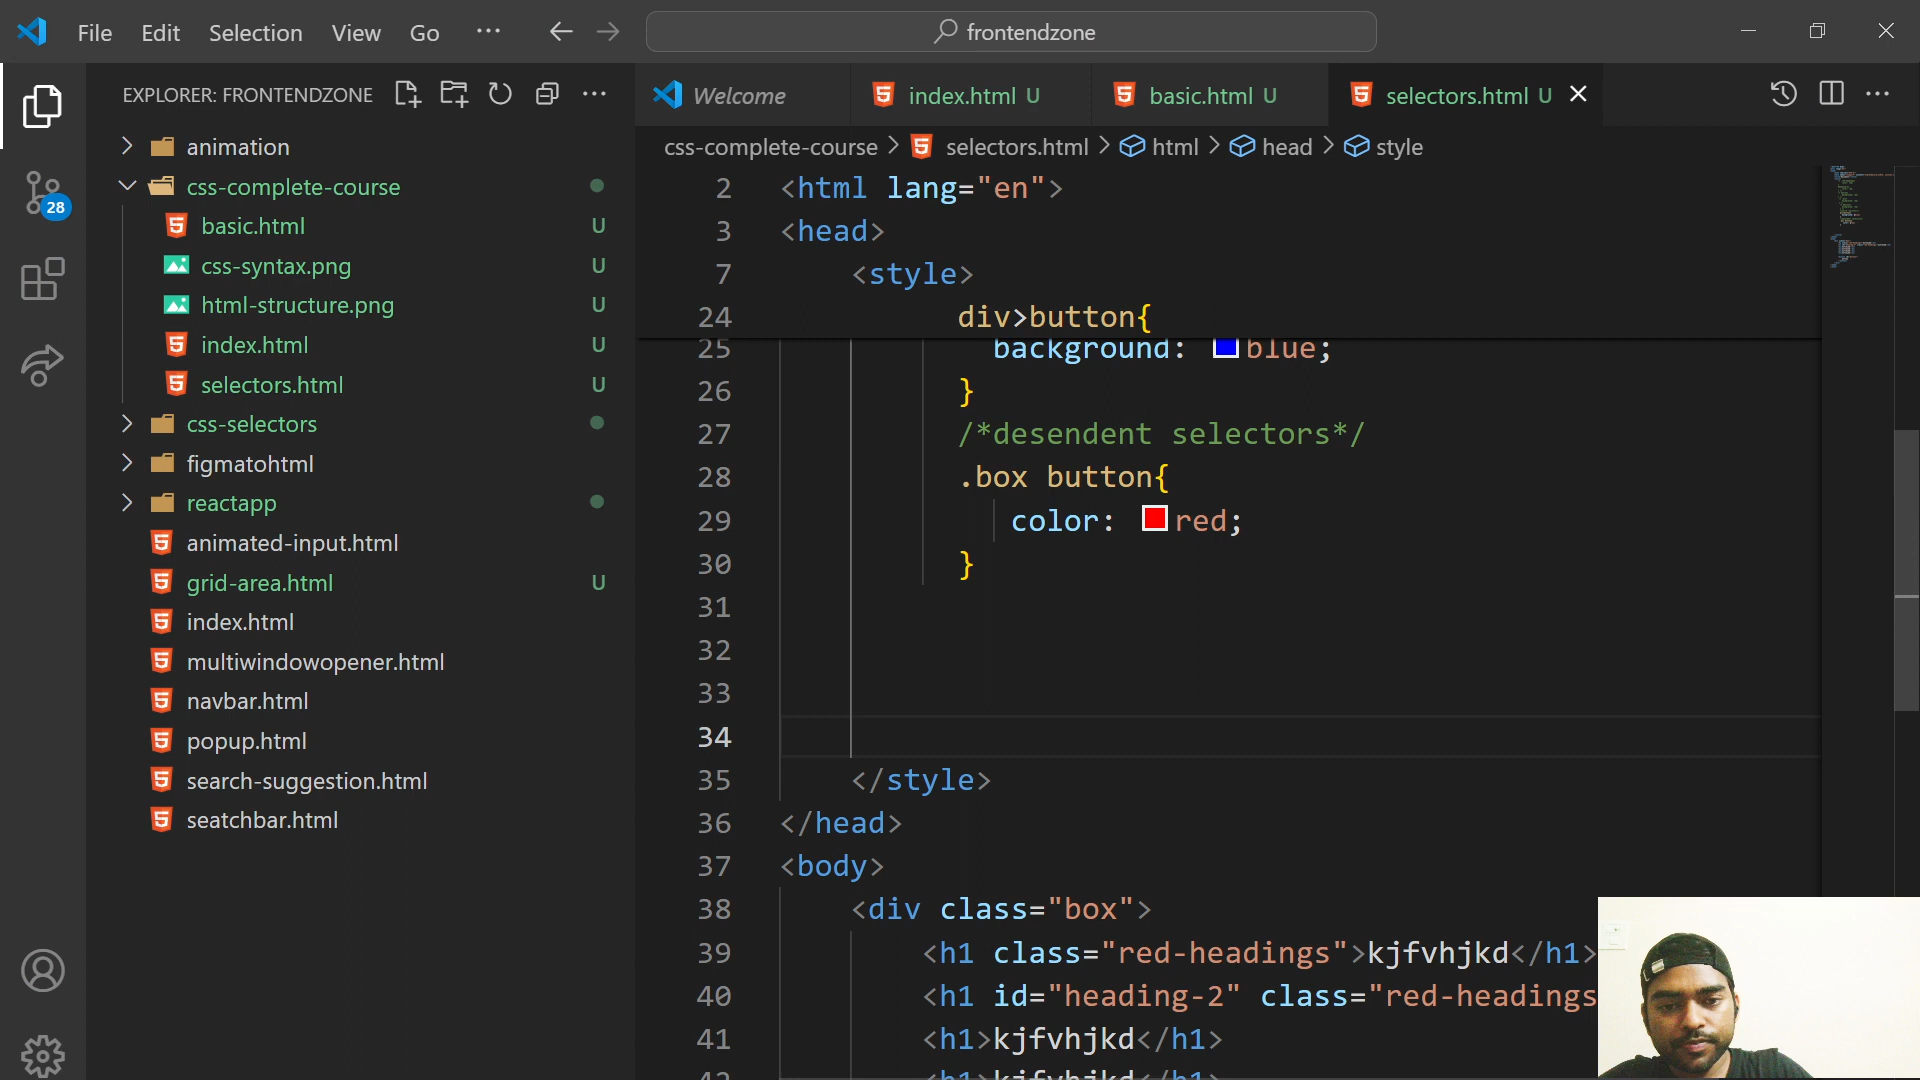 File Edit Selection View Go ··· frontendzone
EXPLORER: FRONTENDZONE
animation
css-complete-course
basic.html U
css-syntax.png U
html-structure.png U
index.html U
selectors.html U
css-selectors
figmatohtml
reactapp
animated-input.html
grid-area.html U
index.html
multiwindowopener.html
navbar.html
popup.html
search-suggestion.html
seatchbar.html
28
Welcome index.html U basic.html U selectors.html U
css-complete-course > selectors.html > html > head > style
2 <html lang="en">
3 <head>
7 <style>
24 div>button{
25 background: blue;
26 }
27 /*desendent selectors*/
28 .box button{
29 color: red;
30 }
31
32
33
34
35 </style>
36 </head>
37 <body>
38 <div class="box">
39 <h1 class="red-headings">kjfvhjkd</h1>
40 <h1 id="heading-2" class="red-headings
41 <h1>kjfvhjkd</h1>
42 <h1>kjfvhjkd</h1>